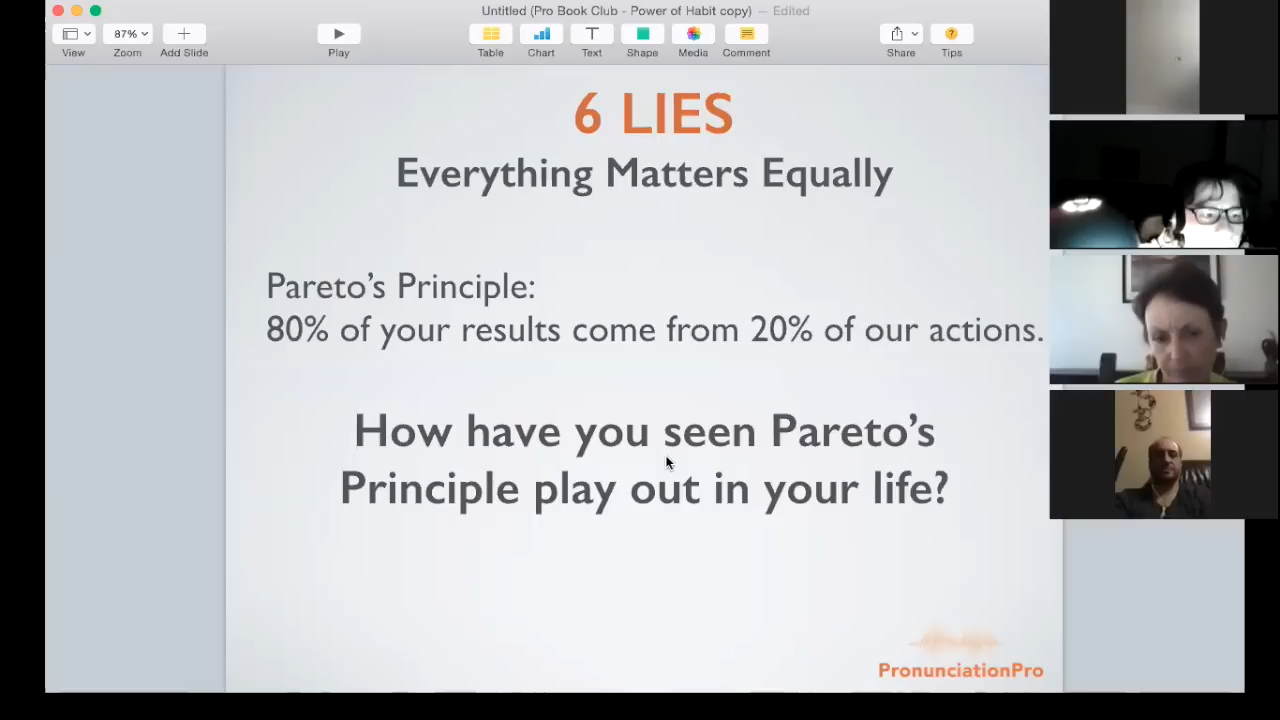 Untitled (Pro Book Club - Power of Habit copy) — Edited
87%
View
Zoom
Add Slide
Play
Table
Chart
Text
Shape
Media
Comment
Share
Tips
6 LIES
Everything Matters Equally
Pareto's Principle:
80% of your results come from 20% of our actions.
How have you seen Pareto's
Principle play out in your life?
PronunciationPro